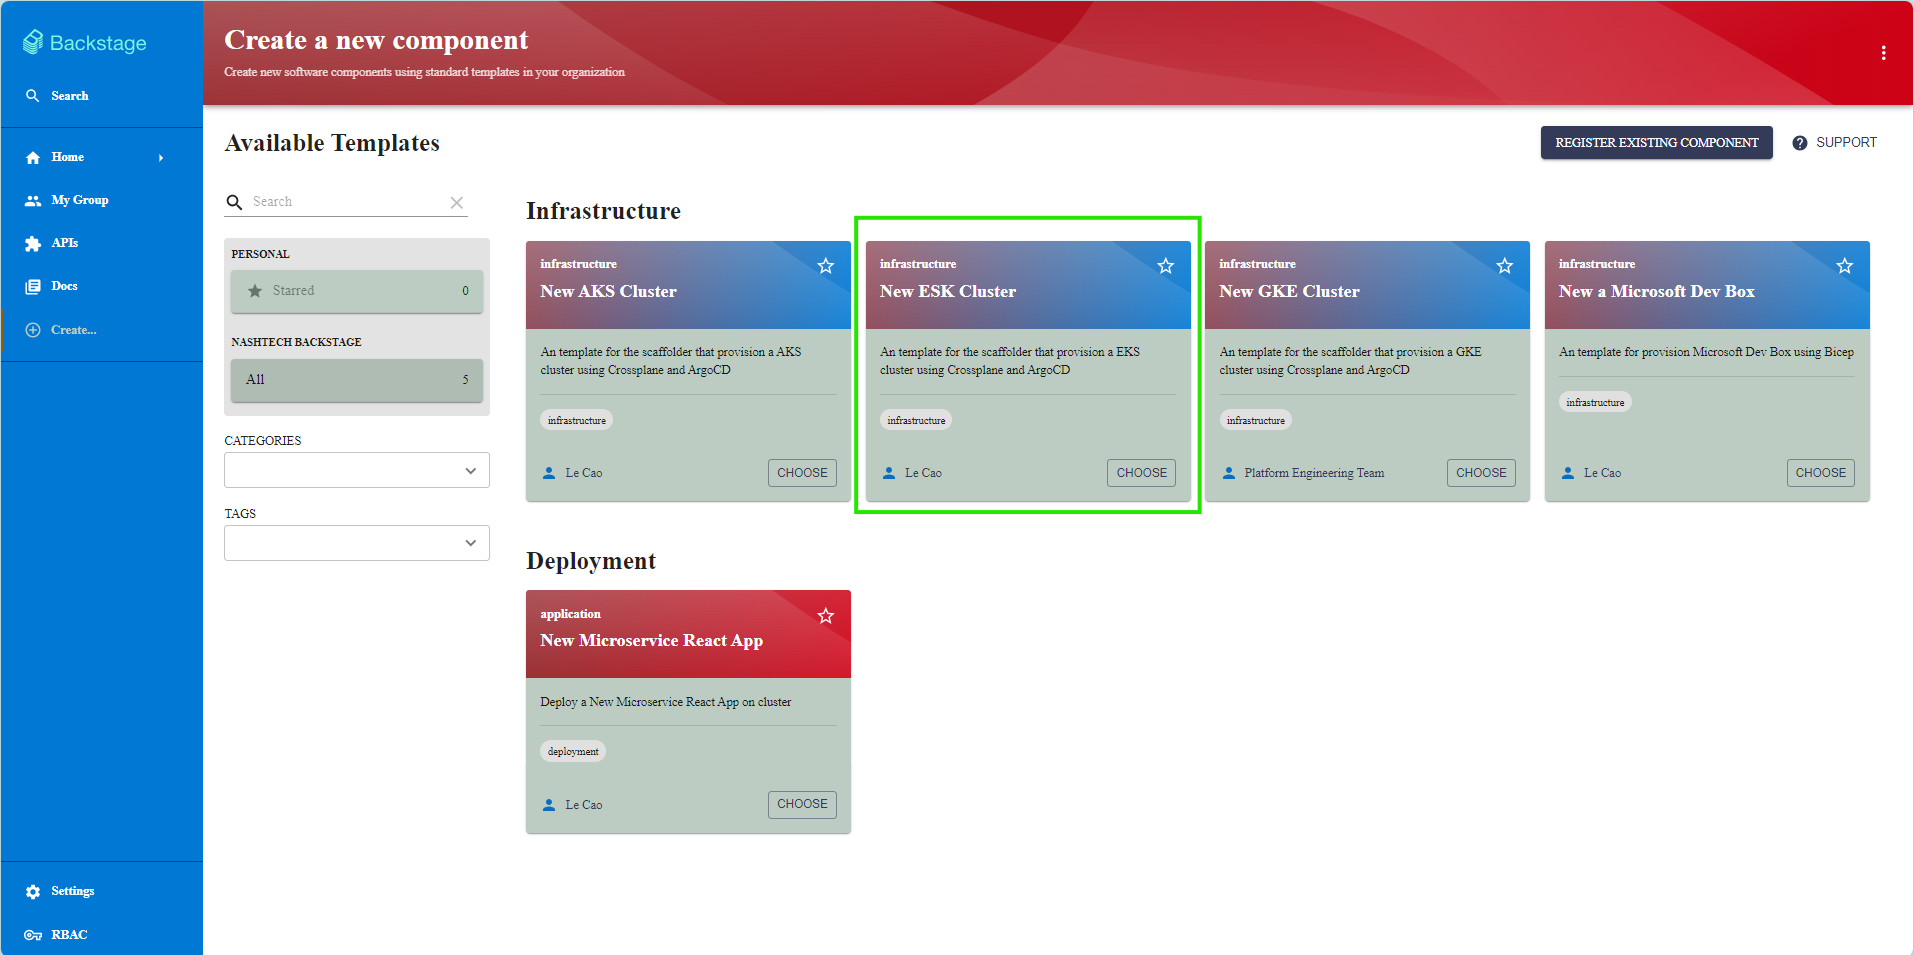 Backstage
Search
Home
My Group
APIs
Docs
Create...
Settings
RBAC
Create a new component
Create new software components using standard templates in your organization
Available Templates
REGISTER EXISTING COMPONENT
SUPPORT
Search
PERSONAL
Starred 0
NASHTECH BACKSTAGE
All 5
CATEGORIES
TAGS
Infrastructure
infrastructure
New AKS Cluster
An template for the scaffolder that provision a AKS
cluster using Crossplane and ArgoCD
infrastructure
Le Cao
CHOOSE
infrastructure
New ESK Cluster
An template for the scaffolder that provision a EKS
cluster using Crossplane and ArgoCD
infrastructure
Le Cao
CHOOSE
infrastructure
New GKE Cluster
An template for the scaffolder that provision a GKE
cluster using Crossplane and ArgoCD
infrastructure
Platform Engineering Team
CHOOSE
infrastructure
New a Microsoft Dev Box
An template for provision Microsoft Dev Box using Bicep
infrastructure
Le Cao
CHOOSE
Deployment
application
New Microservice React App
Deploy a New Microservice React App on cluster
deployment
Le Cao
CHOOSE